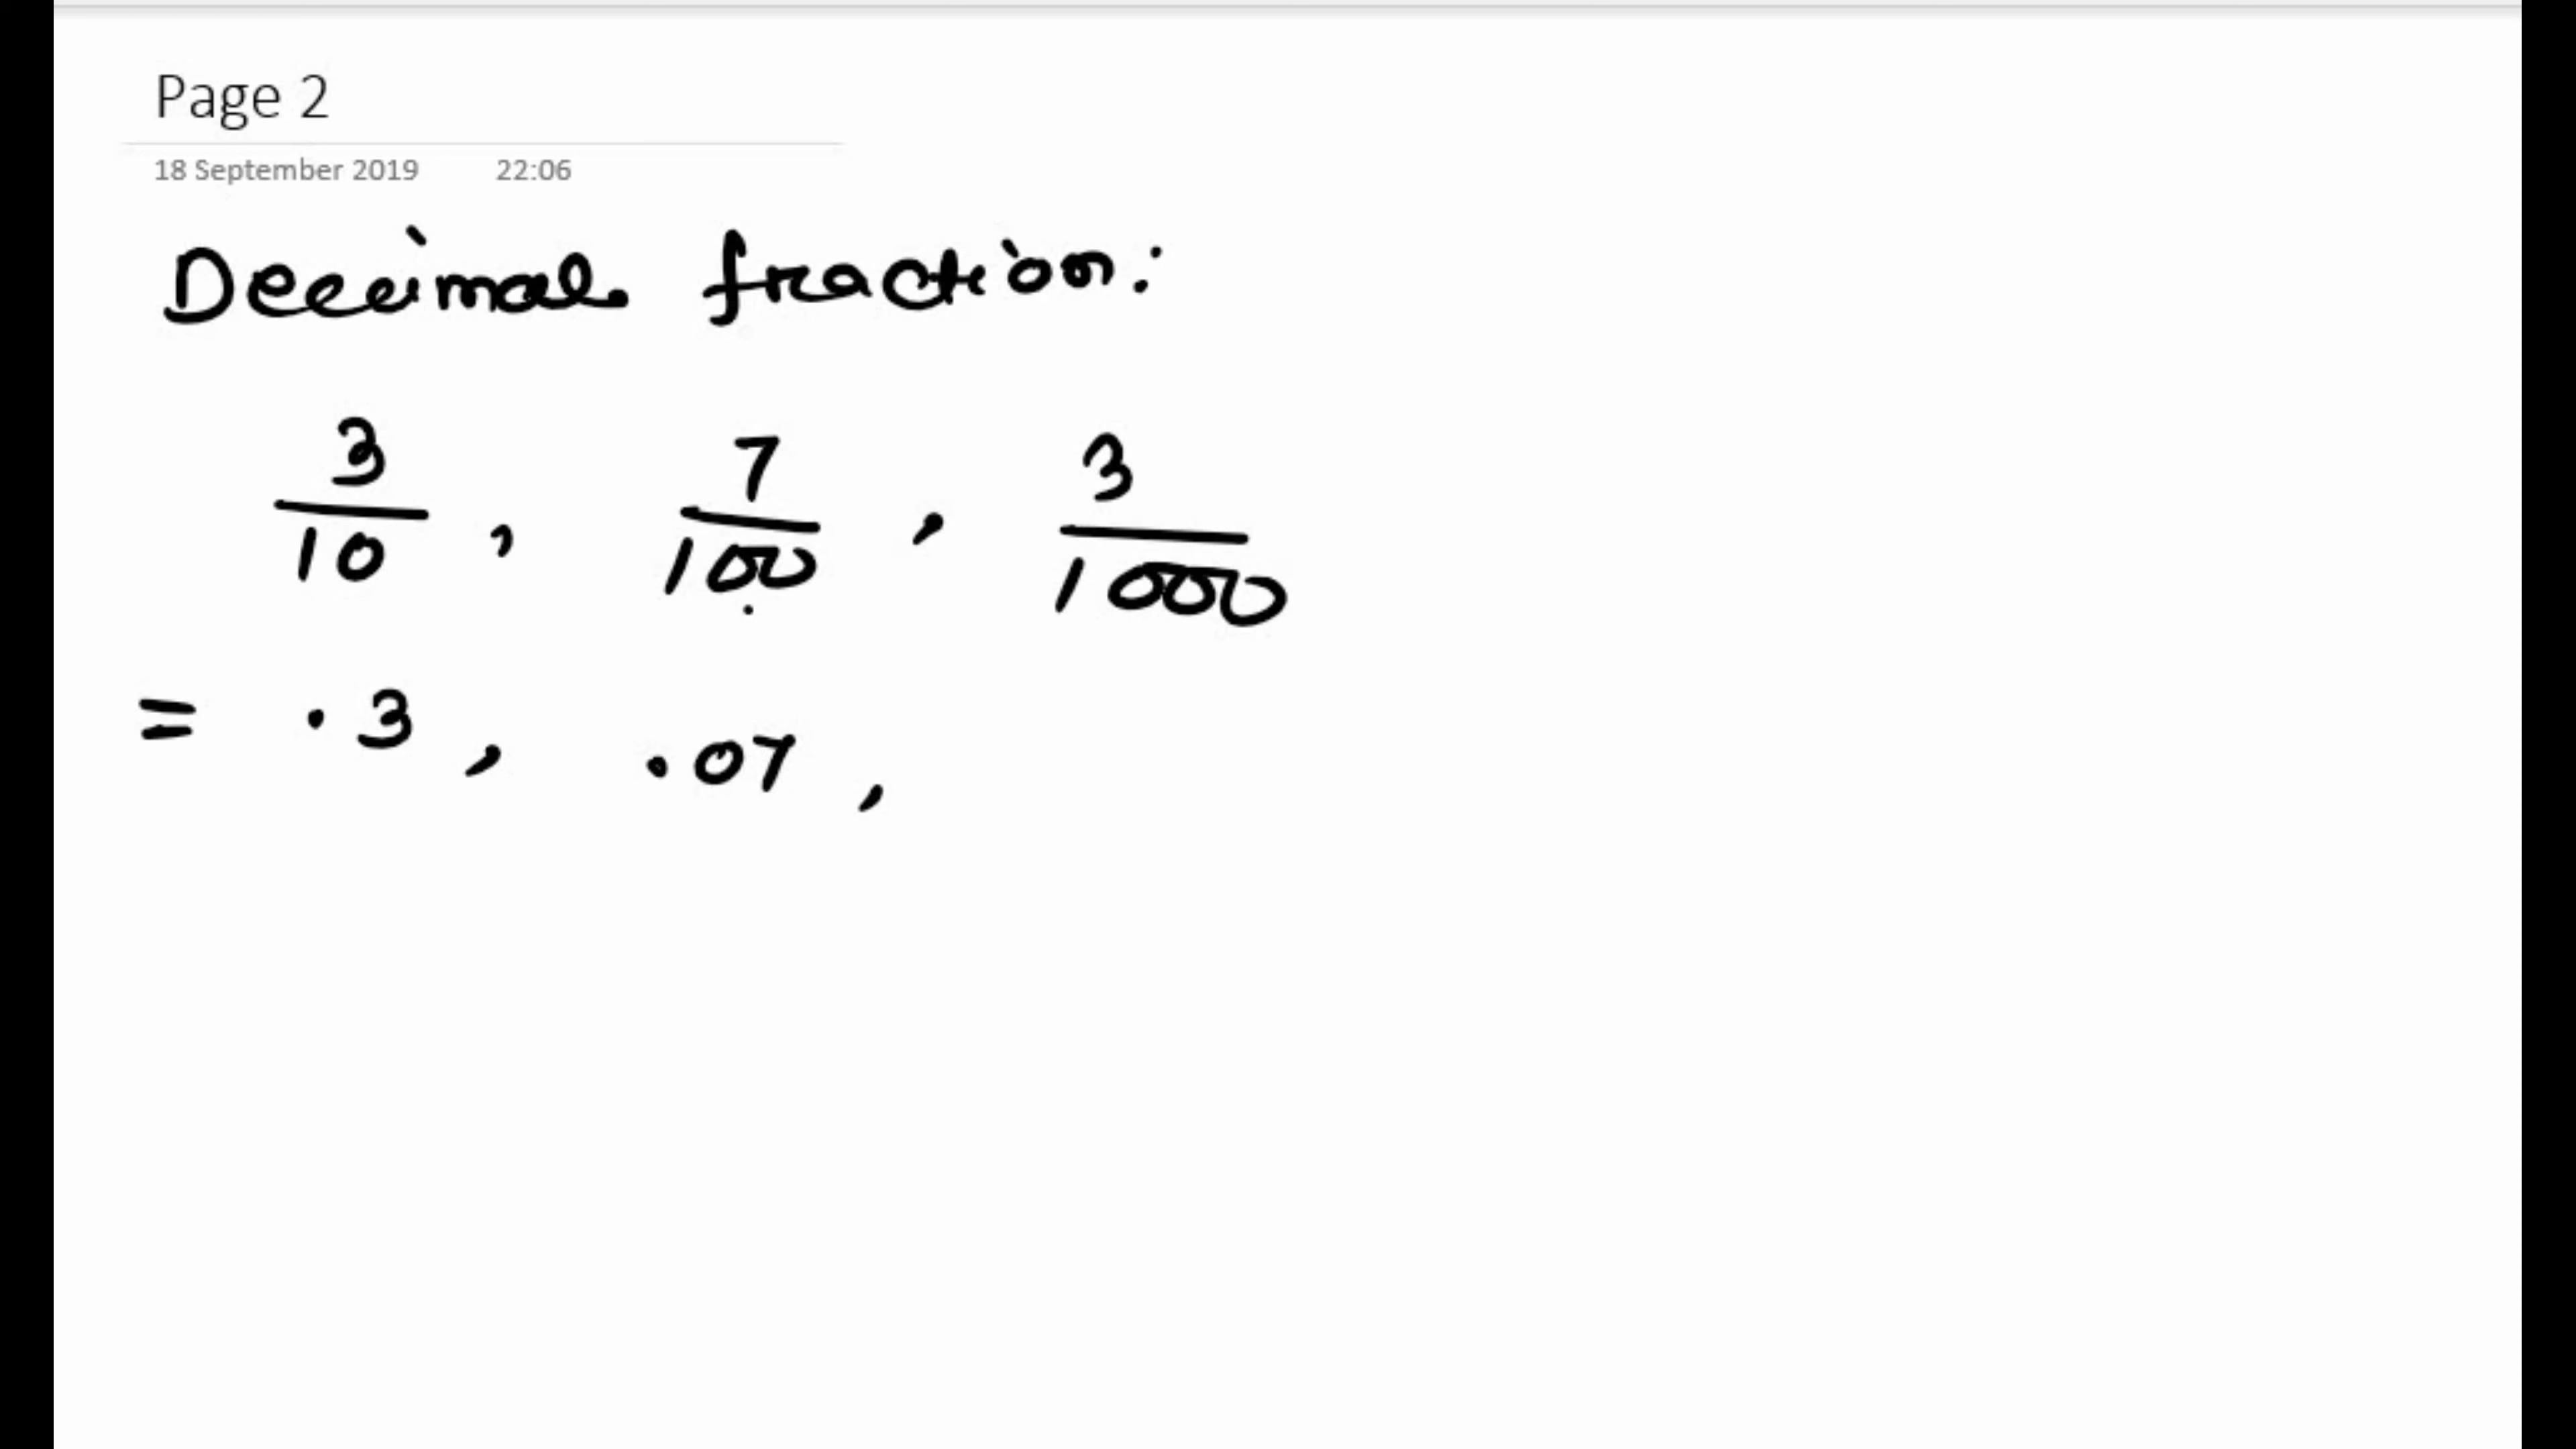 Page 2
18 September 2019 22:06
Decimal fraction:
3/10, 7/100, 3/1000
= .3, .07,